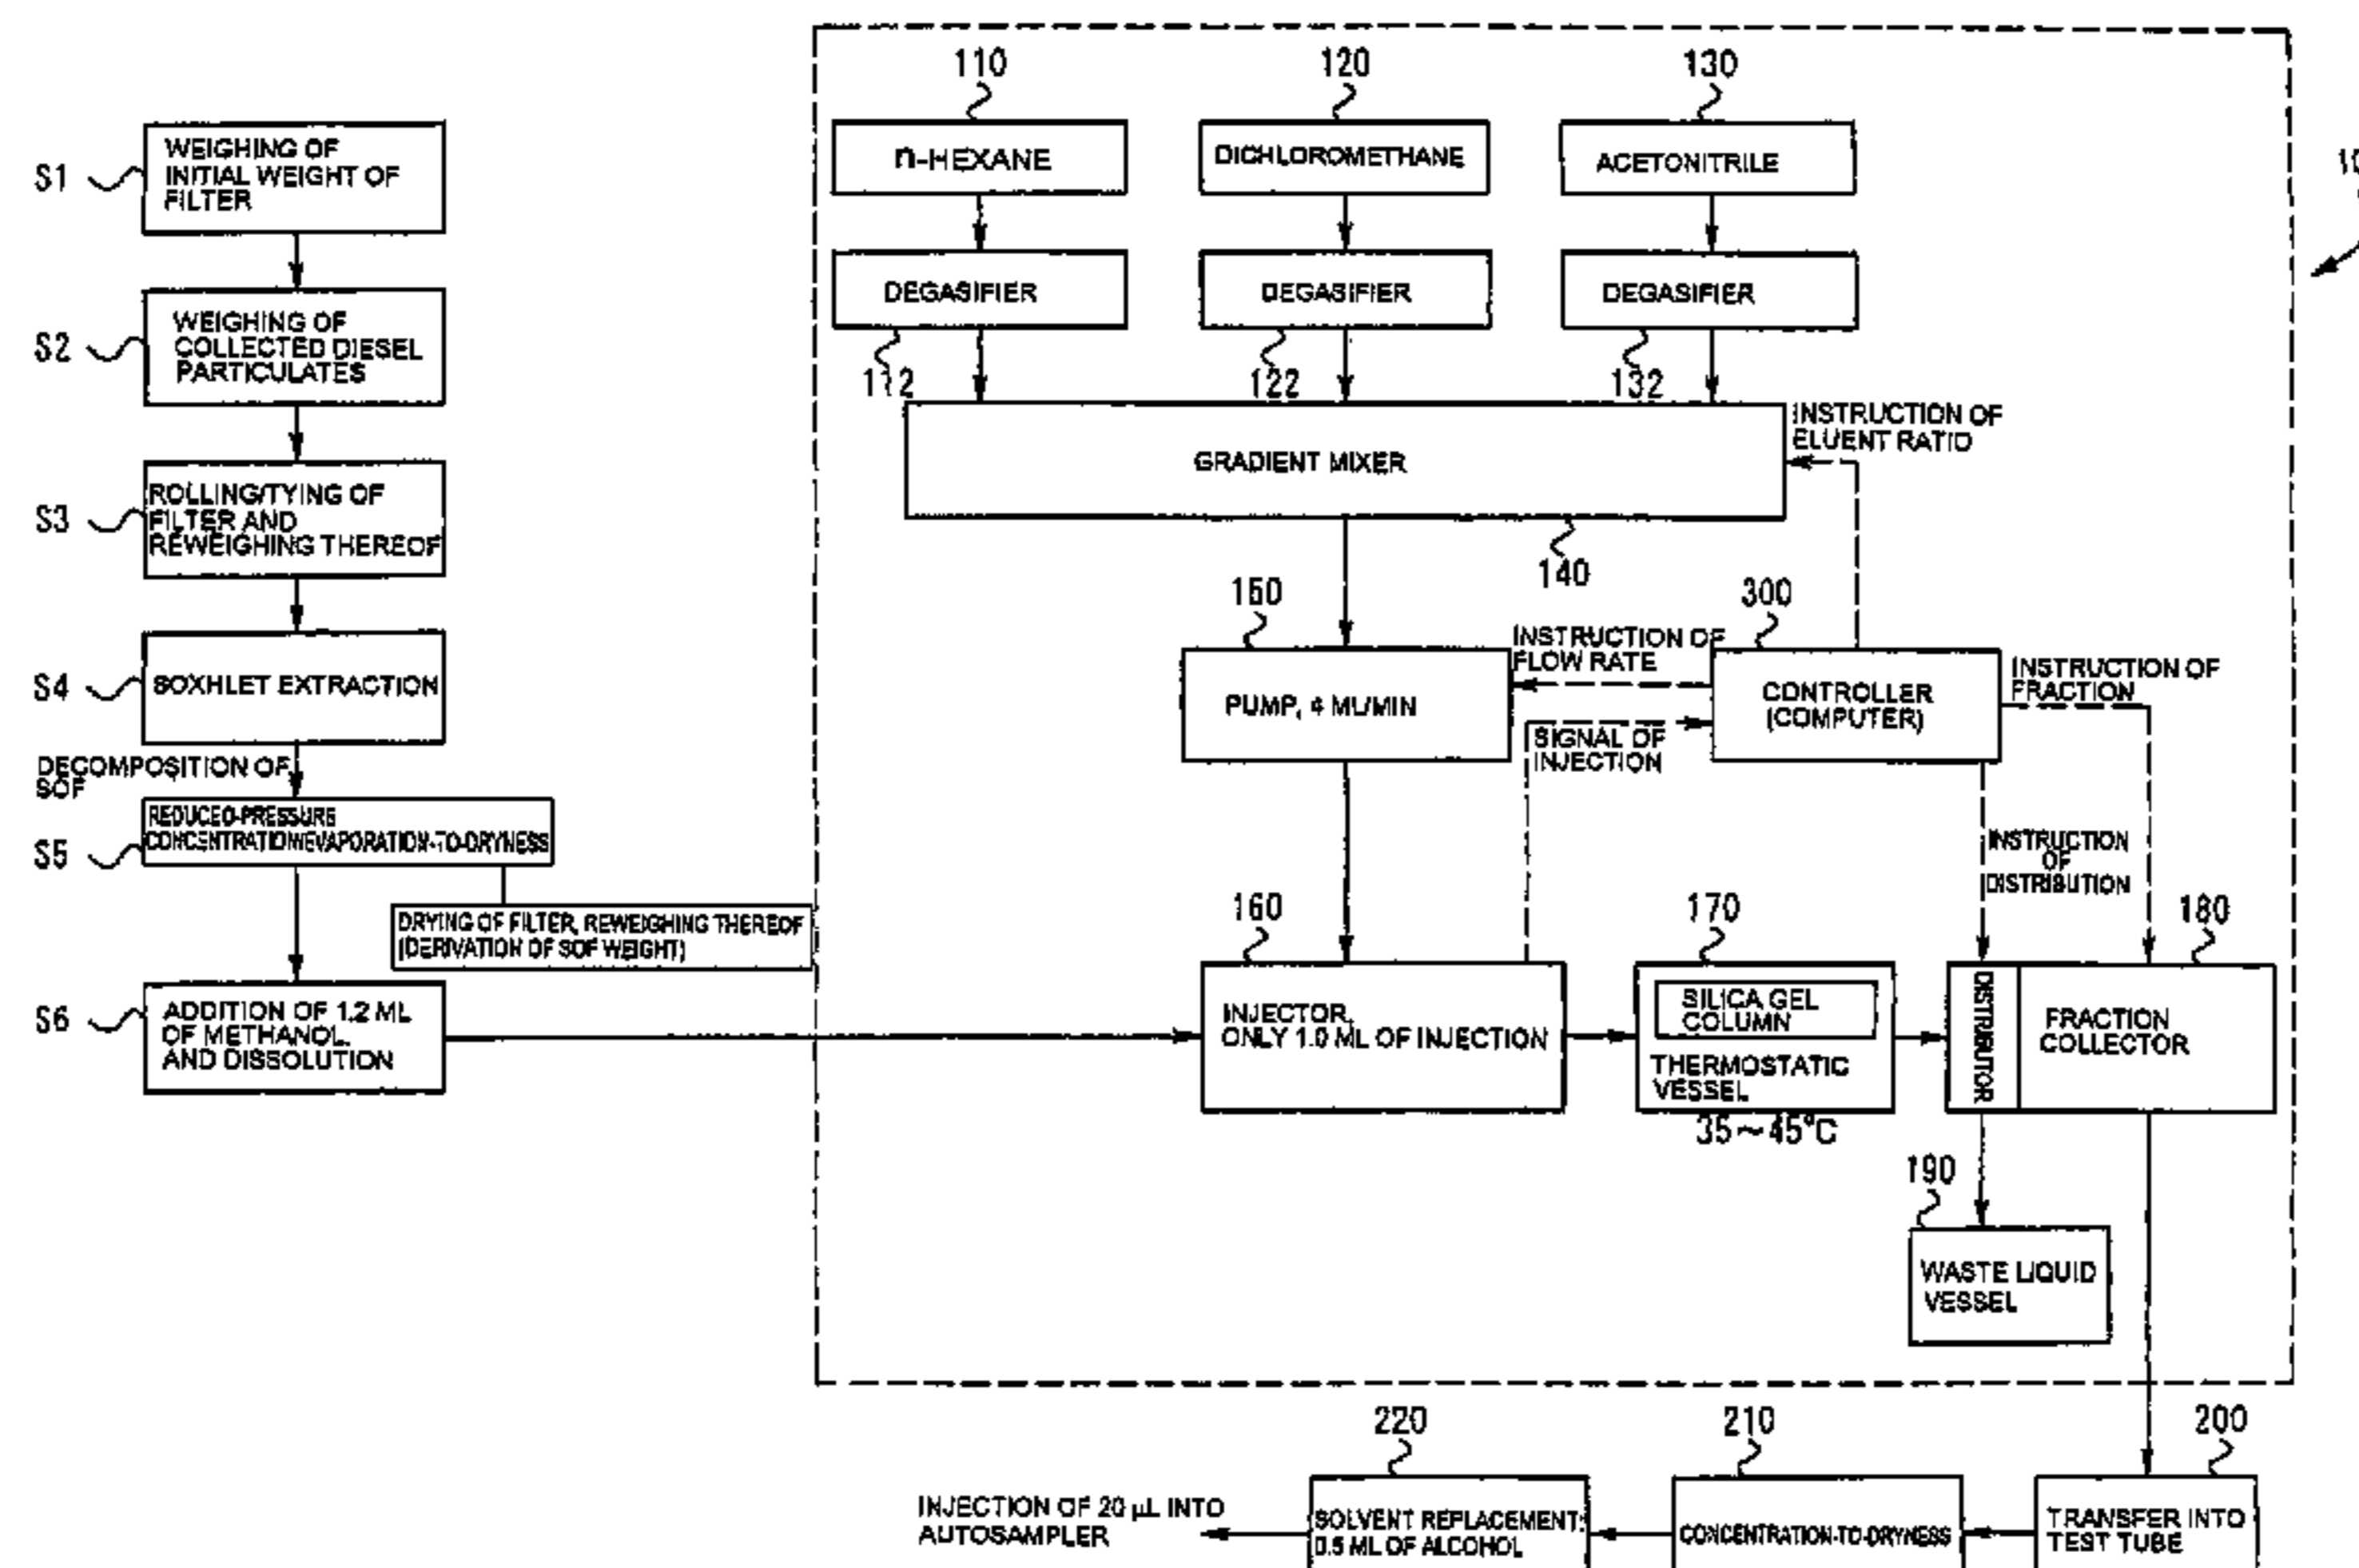 S1
WEIGHING OF
INITIAL WEIGHT OF
FILTER
S2
WEIGHING OF
COLLECTED DIESEL
PARTICULATES
S3
ROLLING/TYING OF
FILTER AND
REWEIGHING THEREOF
S4
SOXHLET EXTRACTION
DECOMPOSITION OF
SOF
S5
REDUCED-PRESSURE
CONCENTRATION/EVAPORATION-TO-DRYNESS
DRYING OF FILTER, REWEIGHING THEREOF
(DERIVATION OF SOF WEIGHT)
S6
ADDITION OF 1.2 ML
OF METHANOL.
AND DISSOLUTION
110
120
130
n-HEXANE
DICHLOROMETHANE
ACETONITRILE
DEGASIFIER
DEGASIFIER
DEGASIFIER
112
122
132
GRADIENT MIXER
INSTRUCTION OF
ELUENT RATIO
140
150
300
PUMP, 4 ML/MIN
INSTRUCTION OF
FLOW RATE
CONTROLLER
(COMPUTER)
INSTRUCTION OF
FRACTION
SIGNAL OF
INJECTION
INSTRUCTION
OF
DISTRIBUTION
160
170
180
INJECTOR,
ONLY 1.0 ML OF INJECTION
SILICA GEL
COLUMN
THERMOSTATIC
VESSEL
35~45°C
DISTRIBUTOR
FRACTION
COLLECTOR
190
WASTE LIQUID
VESSEL
220
210
200
INJECTION OF 20 µL INTO
AUTOSAMPLER
SOLVENT REPLACEMENT:
0.5 ML OF ALCOHOL
CONCENTRATION-TO-DRYNESS
TRANSFER INTO
TEST TUBE